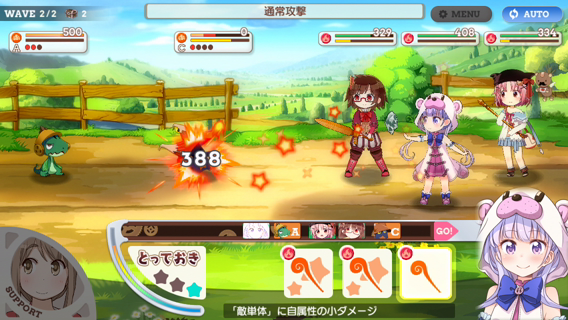 WAVE 2/2 2
通常攻撃
MENU
AUTO
500
A
0
C
329
408
334
388
A
C
GO!
とっておき
SUPPORT
「敵単体」に自属性の小ダメージ